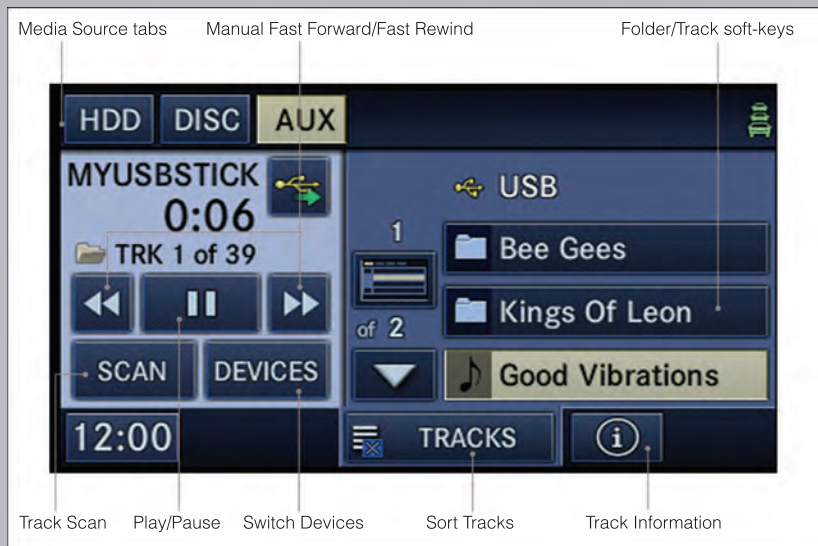 Media Source tabs
Manual Fast Forward/Fast Rewind
Folder/Track soft-keys
HDD
DISC
AUX
MYUSBSTICK
0:06
TRK 1 of 39
SCAN
DEVICES
12:00
USB
1
of 2
Bee Gees
Kings Of Leon
Good Vibrations
TRACKS
i
Track Scan
Play/Pause
Switch Devices
Sort Tracks
Track Information